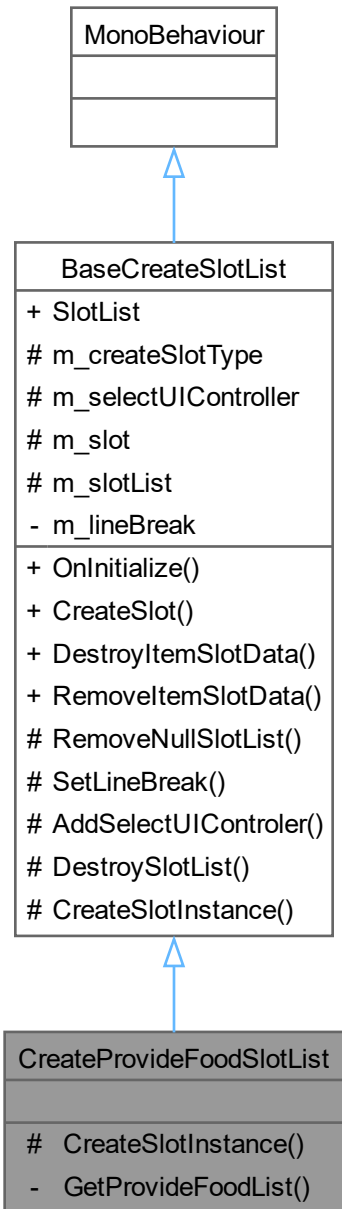 MonoBehaviour
BaseCreateSlotList
+ SlotList
# m_createSlotType
# m_selectUIController
# m_slot
# m_slotList
- m_lineBreak
+ OnInitialize()
+ CreateSlot()
+ DestroyItemSlotData()
+ RemoveItemSlotData()
# RemoveNullSlotList()
# SetLineBreak()
# AddSelectUIControler()
# DestroySlotList()
# CreateSlotInstance()
CreateProvideFoodSlotList
# CreateSlotInstance()
- GetProvideFoodList()